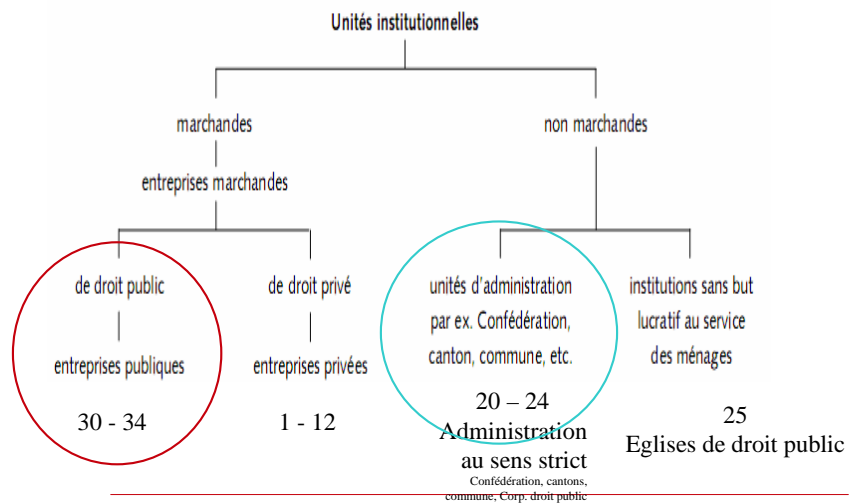 Unités institutionnelles
marchandes
non marchandes
entreprises marchandes
de droit public
de droit privé
unités d'administration
par ex. Confédération,
canton, commune, etc.
institutions sans but
lucratif au service
des ménages
entreprises publiques
entreprises privées
30 - 34
1 - 12
20 – 24
Administration
au sens strict
Confédération, cantons,
commune, Corp. droit public
25
Eglises de droit public